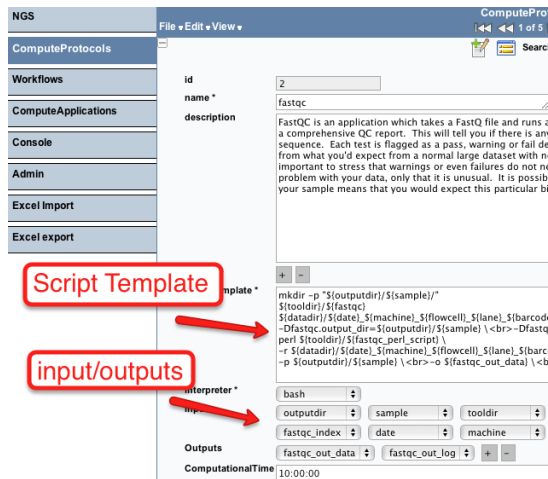 NGS
ComputeProtocols
Workflows
ComputeApplications
Console
Admin
Excel Import
Excel export
ComputeProto
File Edit View
1 of 5
Search
id
2
name *
fastqc
description
FastQC is an application which takes a FastQ file and runs a
a comprehensive QC report. This will tell you if there is any
sequence. Each test is flagged as a pass, warning or fail de
from what you'd expect from a normal large dataset with no
important to stress that warnings or even failures do not ne
problem with your data, only that it is unusual. It is possib
your sample means that you would expect this particular bi
+ -
Script Template
mplate *
mkdir -p "${outputdir}/${sample}/"
${tooldir}/${fastqc}
${datadir}/${date}_${machine}_${flowcell}_${lane}_${barcode
-Dfastqc.output_dir=${outputdir}/${sample} \<br>-Dfastq
perl ${tooldir}/${fastqc_perl_script} \
-r ${datadir}/${date}_${machine}_${flowcell}_${lane}_${barc
-p ${outputdir}/${sample} \<br>-o ${fastqc_out_data} \<b
input/outputs
Interpreter *
bash
outputdir sample tooldir
fastqc_index date machine
Outputs
fastqc_out_data fastqc_out_log + -
ComputationalTime
10:00:00